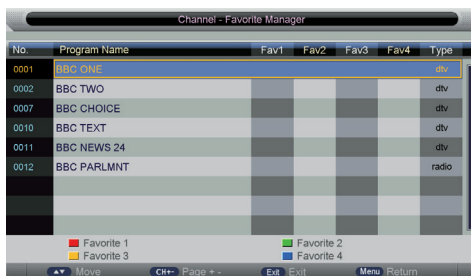 Channel - Favorite Manager
No. Program Name Fav1 Fav2 Fav3 Fav4 Type
0001 BBC ONE dtv
0002 BBC TWO dtv
0007 BBC CHOICE dtv
0010 BBC TEXT dtv
0011 BBC NEWS 24 dtv
0012 BBC PARLMNT radio
Favorite 1 Favorite 2
Favorite 3 Favorite 4
▲▼ Move CH+- Page + - Exit Exit Menu Return